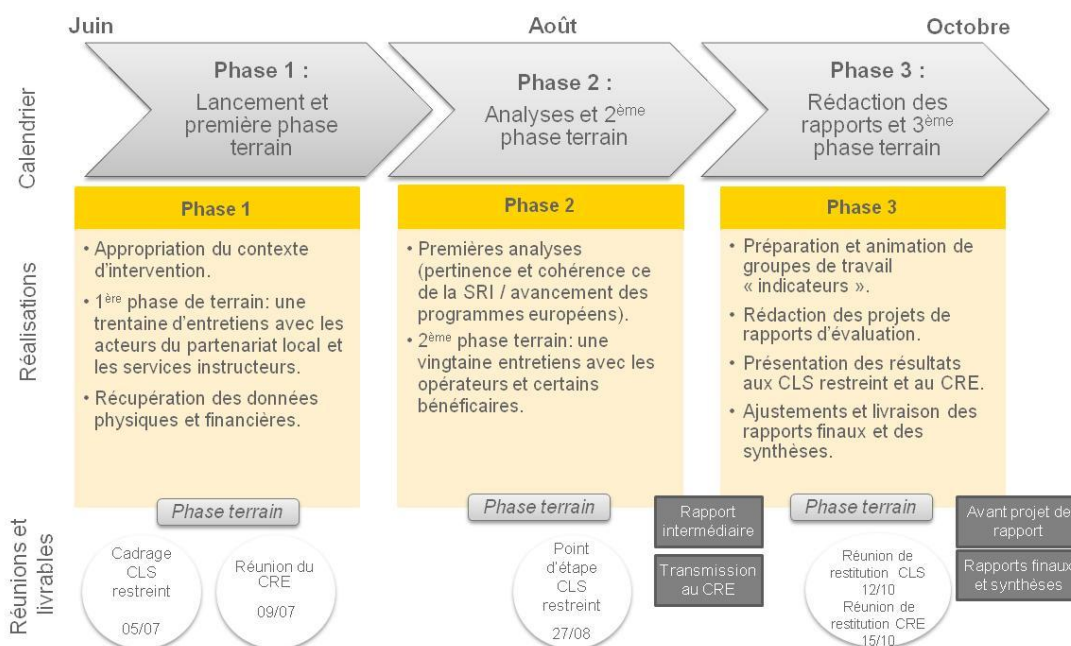 Juin
Août
Octobre
Calendrier
Phase 1 :
Lancement et
première phase
terrain
Phase 2 :
Analyses et 2ème
phase terrain
Phase 3 :
Rédaction des
rapports et 3ème
phase terrain
Réalisations
Phase 1
• Appropriation du contexte
d'intervention.
• 1ère phase de terrain: une
trentaine d'entretiens avec les
acteurs du partenariat local et
les services instructeurs.
• Récupération des données
physiques et financières.
Phase 2
• Premières analyses
(pertinence et cohérence ce
de la SRI / avancement des
programmes européens).
• 2ème phase terrain: une
vingtaine entretiens avec les
opérateurs et certains
bénéficaires.
Phase 3
• Préparation et animation de
groupes de travail
« indicateurs ».
• Rédaction des projets de
rapports d'évaluation.
• Présentation des résultats
aux CLS restreint et au CRE.
• Ajustements et livraison des
rapports finaux et des
synthèses.
Réunions et
livrables
Phase terrain
Cadrage
CLS
restreint
05/07
Réunion du
CRE
09/07
Phase terrain
Point
d'étape
CLS
restreint
27/08
Rapport
intermédiaire
Transmission
au CRE
Phase terrain
Réunion de
restitution CLS
12/10
Réunion de
restitution CRE
15/10
Avant projet de
rapport
Rapports finaux
et synthèses